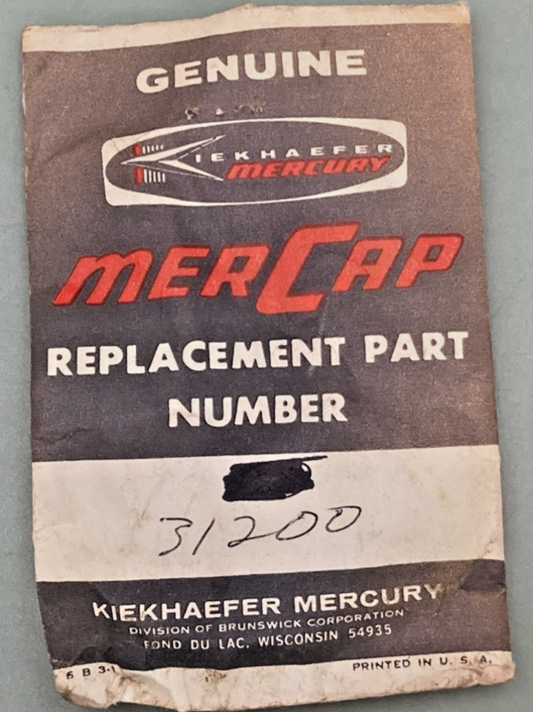 GENUINE
KIEKHAEFER
MERCURY
MERCAP
REPLACEMENT PART
NUMBER
31200
KIEKHAEFER MERCURY
DIVISION OF BRUNSWICK CORPORATION
FOND DU LAC, WISCONSIN 54935
6 B 3-1
PRINTED IN U. S. A.